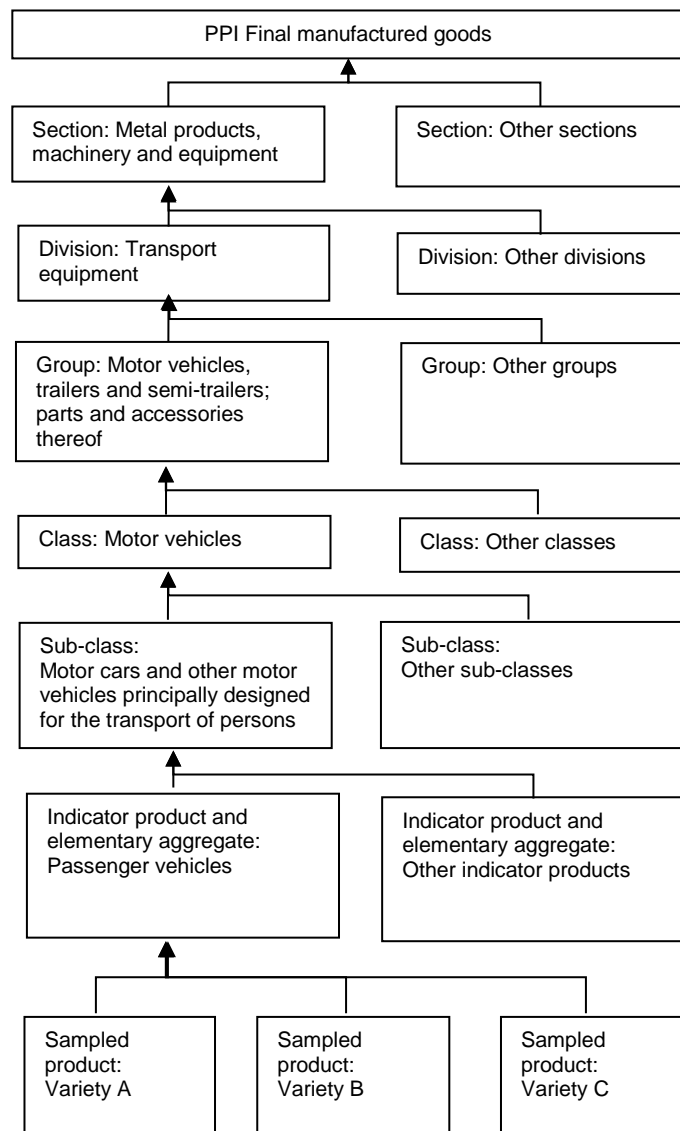 PPI Final manufactured goods
Section: Metal products,
machinery and equipment
Section: Other sections
Division: Transport
equipment
Division: Other divisions
Group: Motor vehicles,
trailers and semi-trailers;
parts and accessories
thereof
Group: Other groups
Class: Motor vehicles
Class: Other classes
Sub-class:
Motor cars and other motor
vehicles principally designed
for the transport of persons
Sub-class:
Other sub-classes
Indicator product and
elementary aggregate:
Passenger vehicles
Indicator product and
elementary aggregate:
Other indicator products
Sampled
product:
Variety A
Sampled
product:
Variety B
Sampled
product:
Variety C